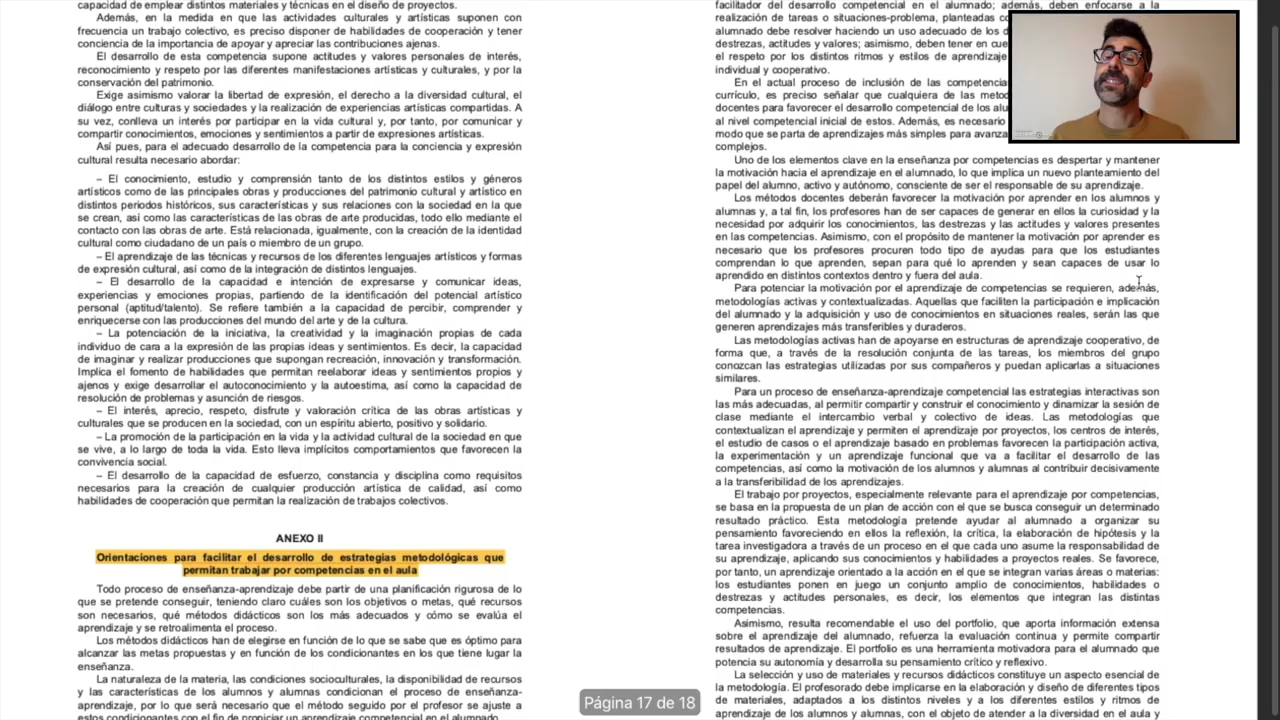 capacidad de emplear distintos materiales y técnicas en el diseño de proyectos.
Además, en la medida en que las actividades culturales y artísticas suponen con
frecuencia un trabajo colectivo, es preciso disponer de habilidades de cooperación y tener
conciencia de la importancia de apoyar y apreciar las contribuciones ajenas.
El desarrollo de esta competencia supone actitudes y valores personales de interés,
reconocimiento y respeto por las diferentes manifestaciones artísticas y culturales, y por la
conservación del patrimonio.
Exige asimismo valorar la libertad de expresión, el derecho a la diversidad cultural, el
diálogo entre culturas y sociedades y la realización de experiencias artísticas compartidas. A
su vez, conlleva un interés por participar en la vida cultural y, por tanto, por comunicar y
compartir conocimientos, emociones y sentimientos a partir de expresiones artísticas.
Así pues, para el adecuado desarrollo de la competencia para la conciencia y expresión
cultural resulta necesario abordar:
– El conocimiento, estudio y comprensión tanto de los distintos estilos y géneros
artísticos como de las principales obras y producciones del patrimonio cultural y artístico en
distintos periodos históricos, sus características y sus relaciones con la sociedad en la que
se crean, así como las características de las obras de arte producidas, todo ello mediante el
contacto con las obras de arte. Está relacionada, igualmente, con la creación de la identidad
cultural como ciudadano de un país o miembro de un grupo.
– El aprendizaje de las técnicas y recursos de los diferentes lenguajes artísticos y formas
de expresión cultural, así como de la integración de distintos lenguajes.
– El desarrollo de la capacidad e intención de expresarse y comunicar ideas,
experiencias y emociones propias, partiendo de la identificación del potencial artístico
personal (aptitud/talento). Se refiere también a la capacidad de percibir, comprender y
enriquecerse con las producciones del mundo del arte y de la cultura.
– La potenciación de la iniciativa, la creatividad y la imaginación propias de cada
individuo de cara a la expresión de las propias ideas y sentimientos. Es decir, la capacidad
de imaginar y realizar producciones que supongan recreación, innovación y transformación.
Implica el fomento de habilidades que permitan reelaborar ideas y sentimientos propios y
ajenos y exige desarrollar el autoconocimiento y la autoestima, así como la capacidad de
resolución de problemas y asunción de riesgos.
– El interés, aprecio, respeto, disfrute y valoración crítica de las obras artísticas y
culturales que se producen en la sociedad, con un espíritu abierto, positivo y solidario.
– La promoción de la participación en la vida y la actividad cultural de la sociedad en que
se vive, a lo largo de toda la vida. Esto lleva implícitos comportamientos que favorecen la
convivencia social.
– El desarrollo de la capacidad de esfuerzo, constancia y disciplina como requisitos
necesarios para la creación de cualquier producción artística de calidad, así como
habilidades de cooperación que permitan la realización de trabajos colectivos.
ANEXO II
Orientaciones para facilitar el desarrollo de estrategias metodológicas que
permitan trabajar por competencias en el aula
Todo proceso de enseñanza-aprendizaje debe partir de una planificación rigurosa de lo
que se pretende conseguir, teniendo claro cuáles son los objetivos o metas, qué recursos
son necesarios, qué métodos didácticos son los más adecuados y cómo se evalúa el
aprendizaje y se retroalimenta el proceso.
Los métodos didácticos han de elegirse en función de lo que se sabe que es óptimo para
alcanzar las metas propuestas y en función de los condicionantes en los que tiene lugar la
enseñanza.
La naturaleza de la materia, las condiciones socioculturales, la disponibilidad de recursos
y las características de los alumnos y alumnas condicionan el proceso de enseñanza-
aprendizaje, por lo que será necesario que el método seguido por el profesor se ajuste a
estos condicionantes con el fin de propiciar un aprendizaje competencial en el alumnado.
facilitador del desarrollo competencial en el alumnado; además, deben enfocarse a la
realización de tareas o situaciones-problema, planteadas
alumnado debe resolver haciendo un uso adecuado de los
destrezas, actitudes y valores; asimismo, deben tener en
el respeto por los distintos ritmos y estilos de aprendizaje
individual y cooperativo.
En el actual proceso de inclusión de las
currículo, es preciso señalar que cualquiera de las
docentes para favorecer el desarrollo competencial de los
al nivel competencial inicial de estos. Además, es necesario
modo que se parta de aprendizajes más simples para
complejos.
Uno de los elementos clave en la enseñanza por competencias es despertar y mantener
la motivación hacia el aprendizaje en el alumnado, lo que implica un nuevo planteamiento del
papel del alumno, activo y autónomo, consciente de ser el responsable de su aprendizaje.
Los métodos docentes deberán favorecer la motivación por aprender en los alumnos y
alumnas y, a tal fin, los profesores han de ser capaces de generar en ellos la curiosidad y la
necesidad por adquirir los conocimientos, las destrezas y las actitudes y valores presentes
en las competencias. Asimismo, con el propósito de mantener la motivación por aprender es
necesario que los profesores procuren todo tipo de ayudas para que los estudiantes
comprendan lo que aprenden, sepan para qué lo aprenden y sean capaces de usar lo
aprendido en distintos contextos dentro y fuera del aula.
Para potenciar la motivación por el aprendizaje de competencias se requieren, además,
metodologías activas y contextualizadas. Aquellas que faciliten la participación e implicación
del alumnado y la adquisición y uso de conocimientos en situaciones reales, serán las que
generen aprendizajes más transferibles y duraderos.
Las metodologías activas han de apoyarse en estructuras de aprendizaje cooperativo, de
forma que, a través de la resolución conjunta de las tareas, los miembros del grupo
conozcan las estrategias utilizadas por sus compañeros y puedan aplicarlas a situaciones
similares.
Para un proceso de enseñanza-aprendizaje competencial las estrategias interactivas son
las más adecuadas, al permitir compartir y construir el conocimiento y dinamizar la sesión de
clase mediante el intercambio verbal y colectivo de ideas. Las metodologías que
contextualizan el aprendizaje y permiten el aprendizaje por proyectos, los centros de interés,
el estudio de casos o el aprendizaje basado en problemas favorecen la participación activa,
la experimentación y un aprendizaje funcional que va a facilitar el desarrollo de las
competencias, así como la motivación de los alumnos y alumnas al contribuir decisivamente
a la transferibilidad de los aprendizajes.
El trabajo por proyectos, especialmente relevante para el aprendizaje por competencias,
se basa en la propuesta de un plan de acción con el que se busca conseguir un determinado
resultado práctico. Esta metodología pretende ayudar al alumnado a organizar su
pensamiento favoreciendo en ellos la reflexión, la crítica, la elaboración de hipótesis y la
tarea investigadora a través de un proceso en el que cada uno asume la responsabilidad de
su aprendizaje, aplicando sus conocimientos y habilidades a proyectos reales. Se favorece,
por tanto, un aprendizaje orientado a la acción en el que se integran varias áreas o materias:
los estudiantes ponen en juego un conjunto amplio de conocimientos, habilidades o
destrezas y actitudes personales, es decir, los elementos que integran las distintas
competencias.
Asimismo, resulta recomendable el uso del portfolio, que aporta información extensa
sobre el aprendizaje del alumnado, refuerza la evaluación continua y permite compartir
resultados de aprendizaje. El portfolio es una herramienta motivadora para el alumnado que
potencia su autonomía y desarrolla su pensamiento crítico y reflexivo.
La selección y uso de materiales y recursos didácticos constituye un aspecto esencial de
la metodología. El profesorado debe implicarse en la elaboración y diseño de diferentes tipos
de materiales, adaptados a los distintos niveles y a los diferentes estilos y ritmos de
aprendizaje de los alumnos y alumnas, con el objeto de atender a la diversidad en el aula y
Página 17 de 18